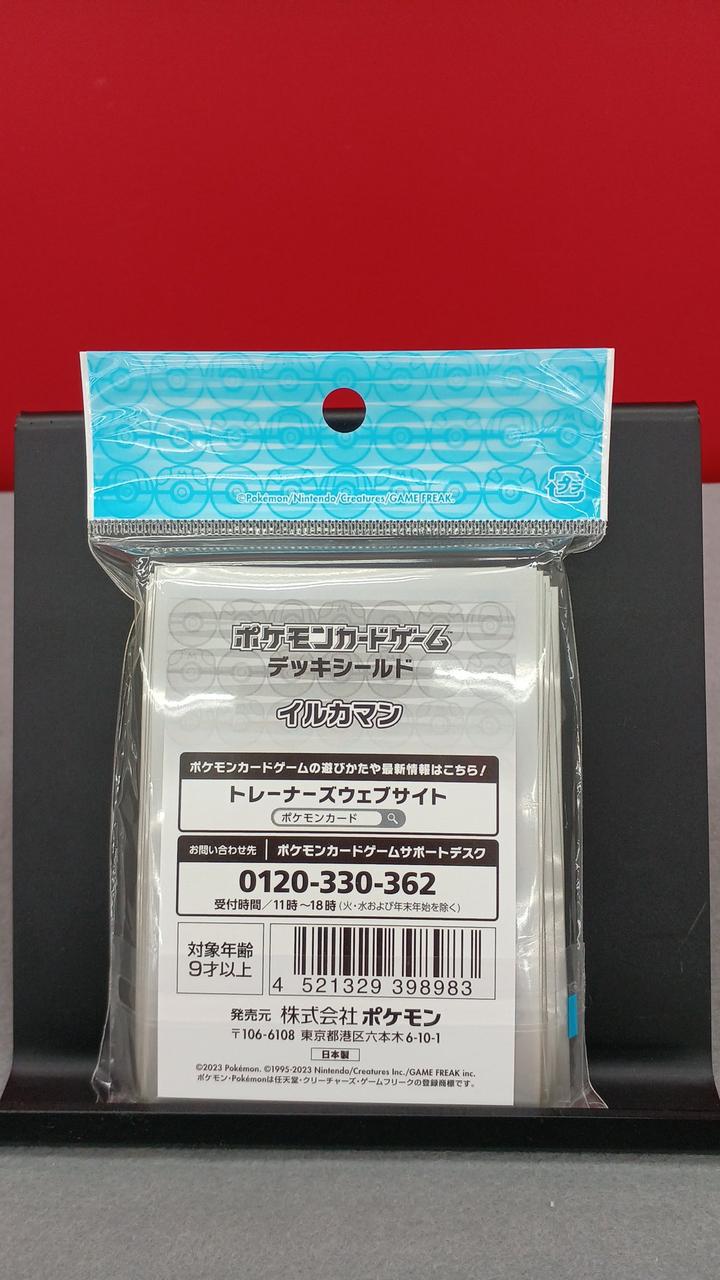 ©Pokémon/Nintendo/Creatures/GAME FREAK.
プラ
ポケモンカードゲーム™
デッキシールド
イルカマン
ポケモンカードゲームの遊びかたや最新情報はこちら！
トレーナーズウェブサイト
ポケモンカード
お問い合わせ先 ポケモンカードゲームサポートデスク
0120-330-362
受付時間／11時～18時(火・水および年末年始を除く)
対象年齢
9才以上
4 521329 398983
発売元 株式会社ポケモン
〒106-6108 東京都港区六本木6-10-1
日本製
©2023 Pokémon. ©1995-2023 Nintendo/Creatures Inc./GAME FREAK inc.
ポケモン・Pokémonは任天堂・クリーチャーズ・ゲームフリークの登録商標です。